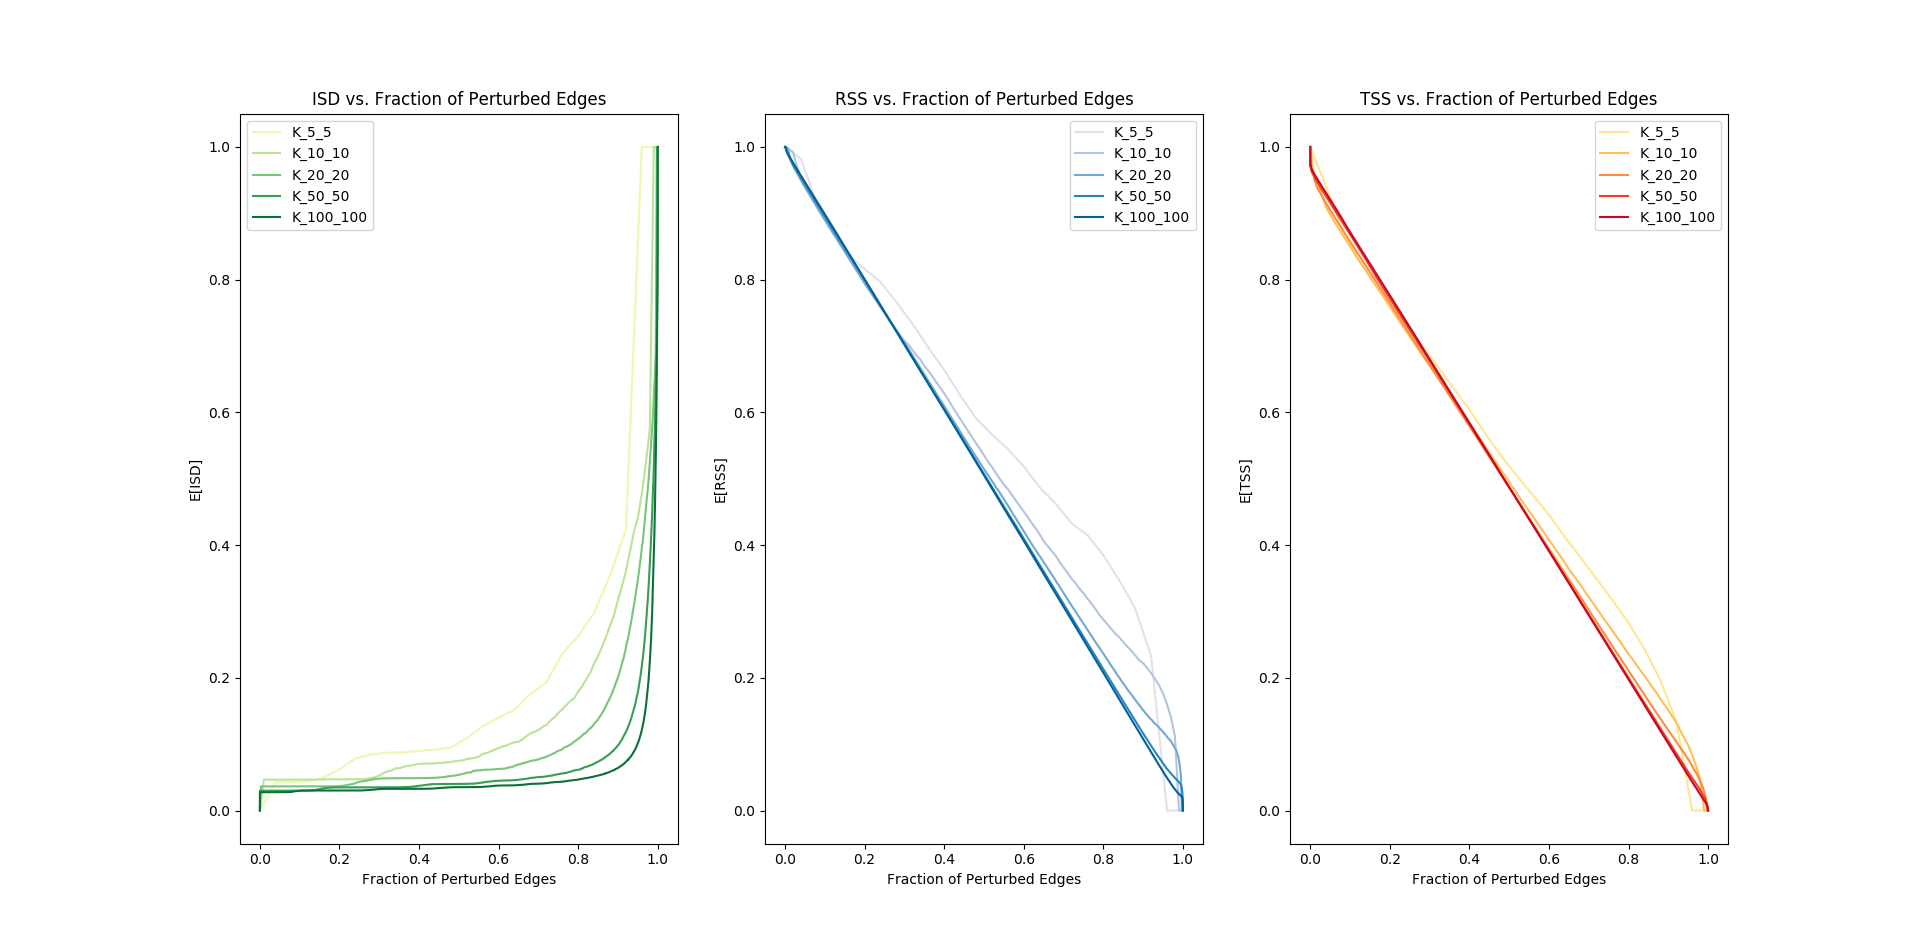 ISD vs. Fraction of Perturbed Edges
K_5_5
K_10_10
K_20_20
K_50_50
K_100_100
1.0
0.8
0.6
0.4
0.2
0.0
E[ISD]
0.0 0.2 0.4 0.6 0.8 1.0
Fraction of Perturbed Edges
RSS vs. Fraction of Perturbed Edges
K_5_5
K_10_10
K_20_20
K_50_50
K_100_100
1.0
0.8
0.6
0.4
0.2
0.0
E[RSS]
0.0 0.2 0.4 0.6 0.8 1.0
Fraction of Perturbed Edges
TSS vs. Fraction of Perturbed Edges
K_5_5
K_10_10
K_20_20
K_50_50
K_100_100
1.0
0.8
0.6
0.4
0.2
0.0
E[TSS]
0.0 0.2 0.4 0.6 0.8 1.0
Fraction of Perturbed Edges